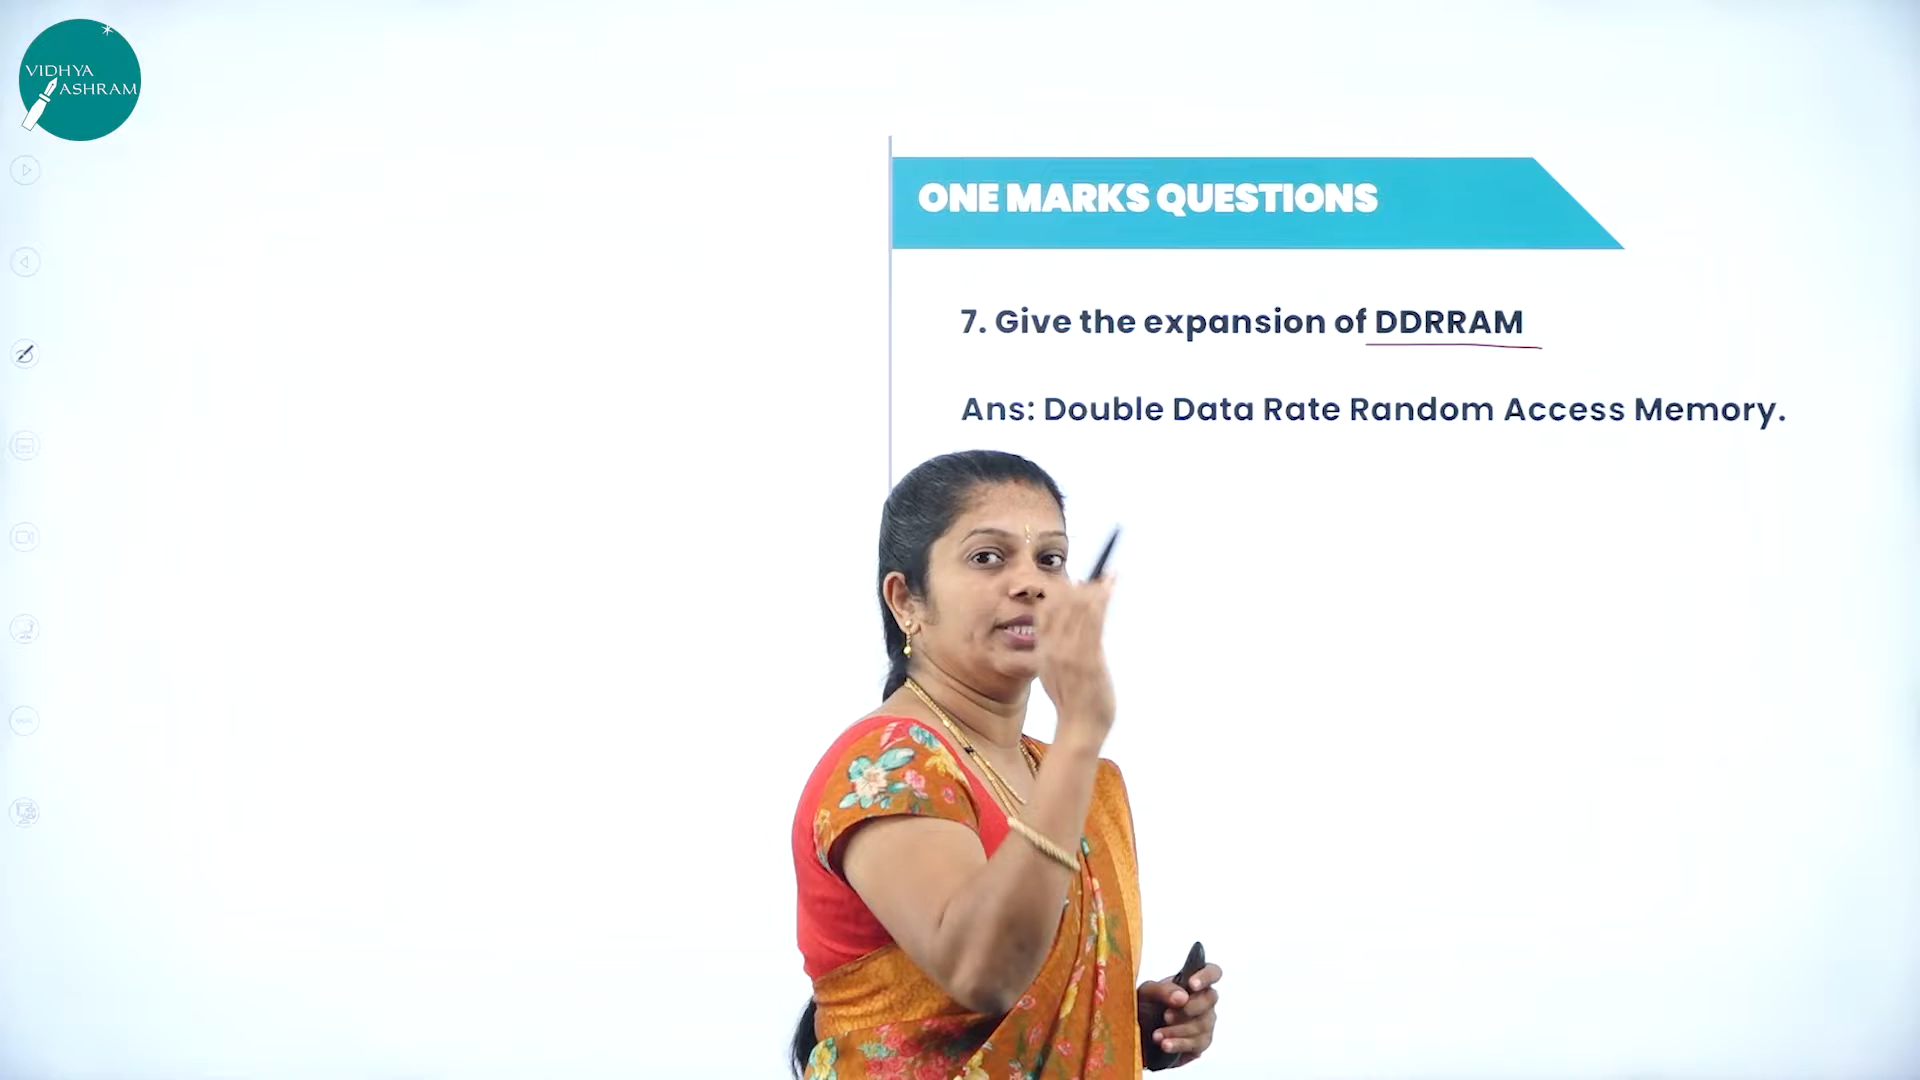 VIDHYA
ASHRAM
ONE MARKS QUESTIONS
7. Give the expansion of DDRRAM
Ans: Double Data Rate Random Access Memory.